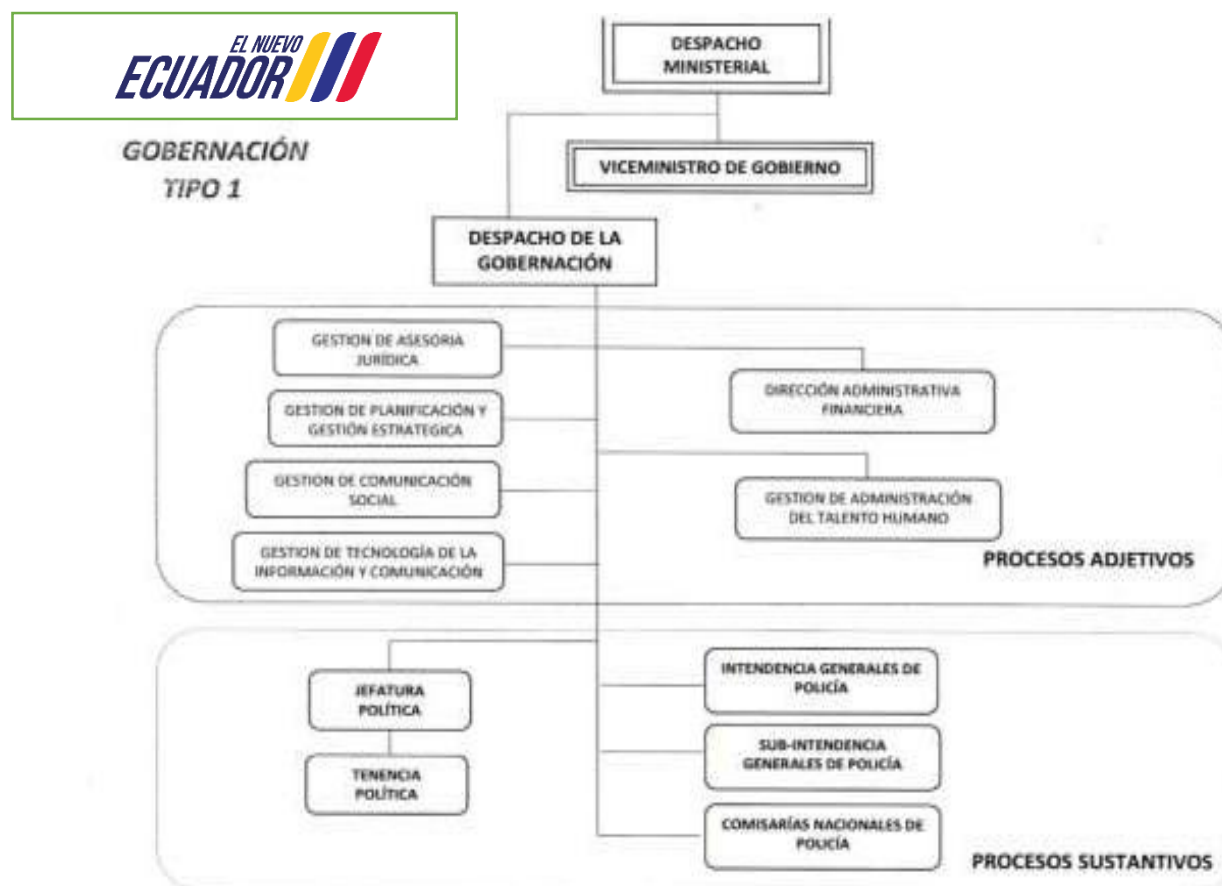 EL NUEVO
ECUADOR
GOBERNACIÓN
TIPO 1
DESPACHO
MINISTERIAL
VICEMINISTRO DE GOBIERNO
DESPACHO DE LA
GOBERNACIÓN
GESTION DE ASESORIA
JURÍDICA
GESTION DE PLANIFICACIÓN Y
GESTIÓN ESTRATEGICA
GESTION DE COMUNICACIÓN
SOCIAL
GESTION DE TECNOLOGÍA DE LA
INFORMACIÓN Y COMUNICACIÓN
DIRECCIÓN ADMINISTRATIVA
FINANCIERA
GESTION DE ADMINISTRACIÓN
DEL TALENTO HUMANO
PROCESOS ADJETIVOS
JEFATURA
POLÍTICA
TENENCIA
POLÍTICA
INTENDENCIA GENERALES DE
POLICÍA
SUB-INTENDENCIA
GENERALES DE POLICÍA
COMISARÍAS NACIONALES DE
POLICÍA
PROCESOS SUSTANTIVOS